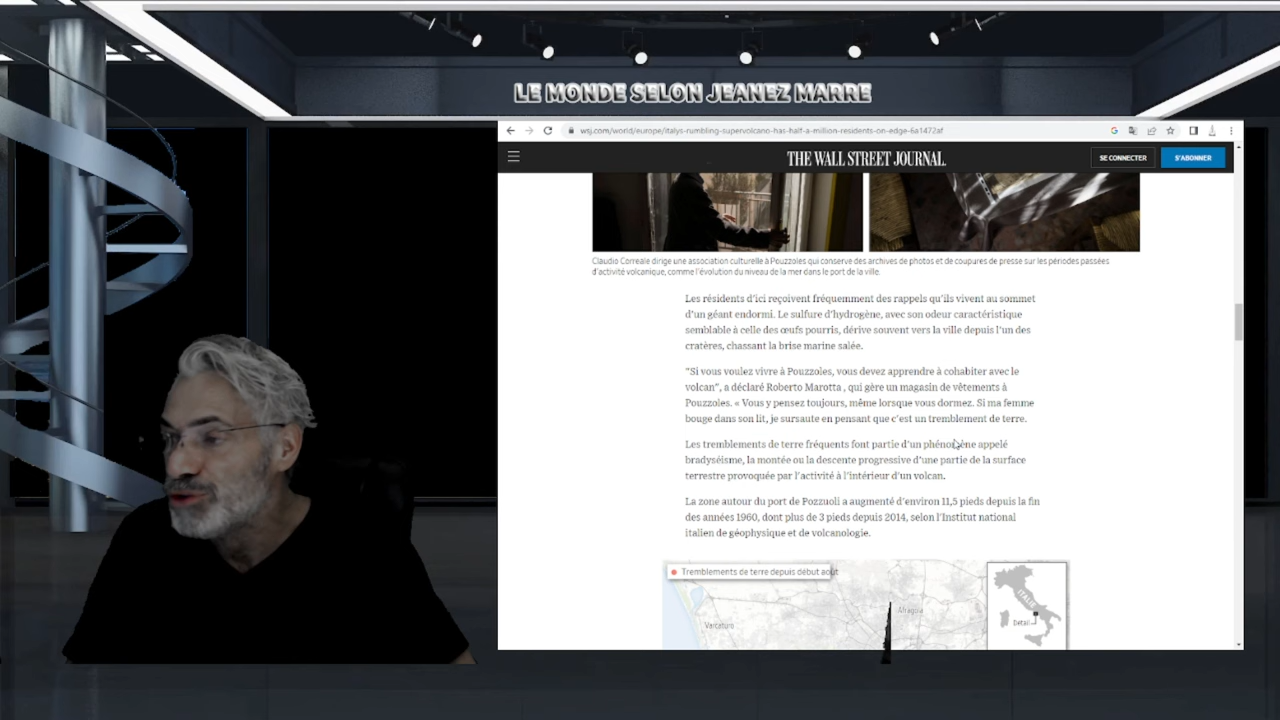 LE MONDE SELON JEANEZ MARRE
wsj.com/world/europe/italys-rumbling-supervolcano-has-half-a-million-residents-on-edge-6a1472af
THE WALL STREET JOURNAL.
SE CONNECTER
S'ABONNER
Claudio Correale dirige une association culturelle à Pouzzoles qui conserve des archives de photos et de coupures de presse sur les périodes passées
d'activité volcanique, comme l'évolution du niveau de la mer dans le port de la ville.
Les résidents d'ici reçoivent fréquemment des rappels qu'ils vivent au sommet
d'un géant endormi. Le sulfure d'hydrogène, avec son odeur caractéristique
semblable à celle des œufs pourris, dérive souvent vers la ville depuis l'un des
cratères, chassant la brise marine salée.
"Si vous voulez vivre à Pouzzoles, vous devez apprendre à cohabiter avec le
volcan", a déclaré Roberto Marotta , qui gère un magasin de vêtements à
Pouzzoles. « Vous y pensez toujours, même lorsque vous dormez. Si ma femme
bouge dans son lit, je sursaute en pensant que c'est un tremblement de terre.
Les tremblements de terre fréquents font partie d'un phénomène appelé
bradyséisme, la montée ou la descente progressive d'une partie de la surface
terrestre provoquée par l'activité à l'intérieur d'un volcan.
La zone autour du port de Pozzuoli a augmenté d'environ 11,5 pieds depuis la fin
des années 1960, dont plus de 3 pieds depuis 2014, selon l'Institut national
italien de géophysique et de volcanologie.
Tremblements de terre depuis début août
Afragola
Varcaturo
ITALIE
Détail